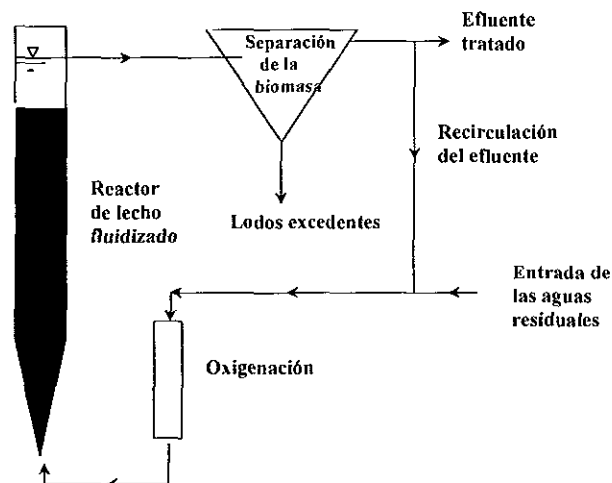 Efluente
tratado
Separación
de la
biomasa
Recirculación
del efluente
Reactor
de lecho
fluidizado
Lodos excedentes
Entrada de
las aguas
residuales
Oxigenación